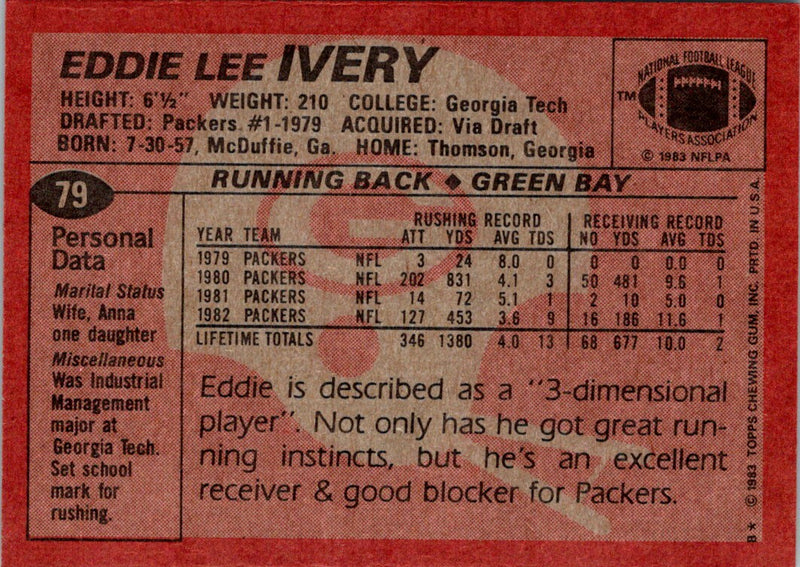 EDDIE LEE IVERY
HEIGHT: 6'½" WEIGHT: 210 COLLEGE: Georgia Tech
DRAFTED: Packers #1-1979 ACQUIRED: Via Draft
BORN: 7-30-57, McDuffie, Ga. HOME: Thomson, Georgia
NATIONAL FOOTBALL LEAGUE
PLAYERS ASSOCIATION
TM
© 1983 NFLPA
79
RUNNING BACK ◆ GREEN BAY
Personal
Data
Marital Status
Wife, Anna
one daughter
Miscellaneous
Was Industrial
Management
major at
Georgia Tech.
Set school
mark for
rushing.
RUSHING RECORD RECEIVING RECORD
YEAR TEAM ATT YDS AVG TDS NO YDS AVG TDS
1979 PACKERS NFL 3 24 8.0 0 0 0 0.0 0
1980 PACKERS NFL 202 831 4.1 3 50 481 9.6 1
1981 PACKERS NFL 14 72 5.1 1 2 10 5.0 0
1982 PACKERS NFL 127 453 3.6 9 16 186 11.6 1
LIFETIME TOTALS 346 1380 4.0 13 68 677 10.0 2
Eddie is described as a "3-dimensional
player". Not only has he got great run-
ning instincts, but he's an excellent
receiver & good blocker for Packers.
B* © 1983 TOPPS CHEWING GUM, INC. PRTD. IN U.S.A.